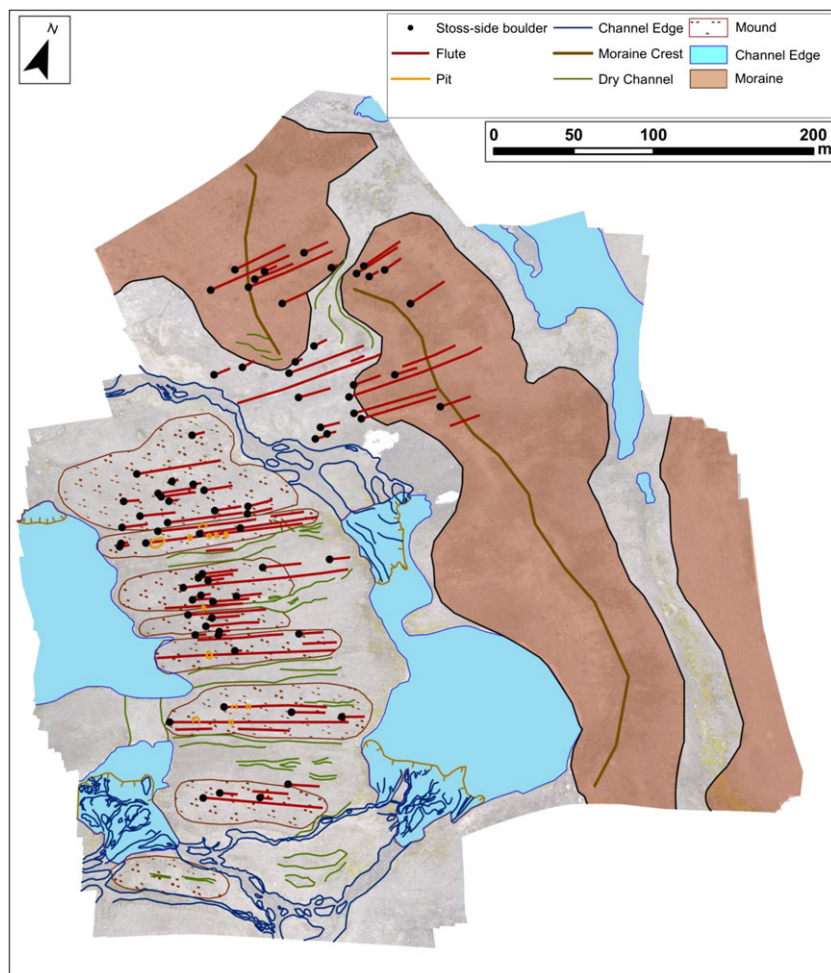 N
Stoss-side boulder Channel Edge Mound
Flute Moraine Crest Channel Edge
Pit Dry Channel Moraine
0 50 100 200
m